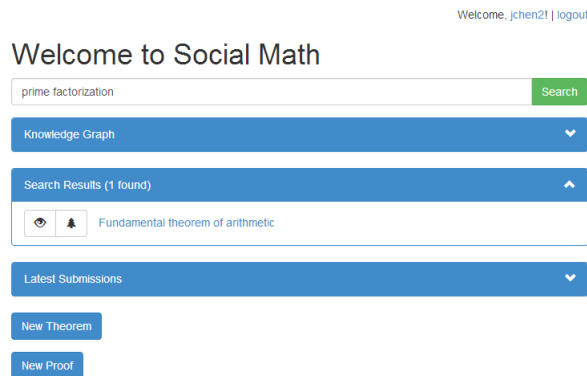 Welcome, jchen2! | logout
Welcome to Social Math
prime factorization
Search
Knowledge Graph
Search Results (1 found)
Fundamental theorem of arithmetic
Latest Submissions
New Theorem
New Proof